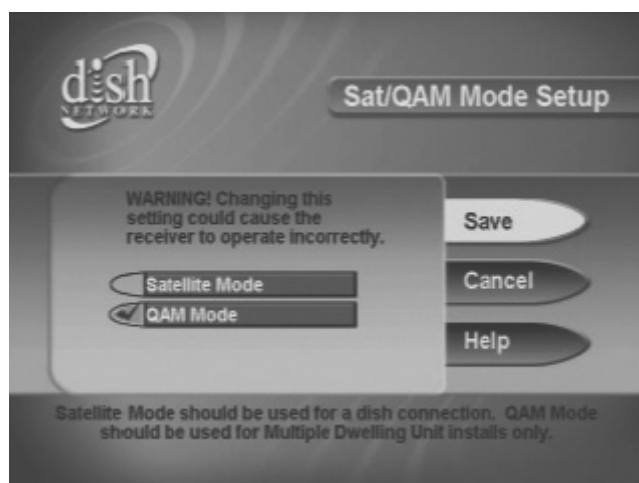 dish
NETWORK
Sat/QAM Mode Setup
WARNING! Changing this
setting could cause the
receiver to operate incorrectly.
Satellite Mode
QAM Mode
Save
Cancel
Help
Satellite Mode should be used for a dish connection. QAM Mode
should be used for Multiple Dwelling Unit installs only.